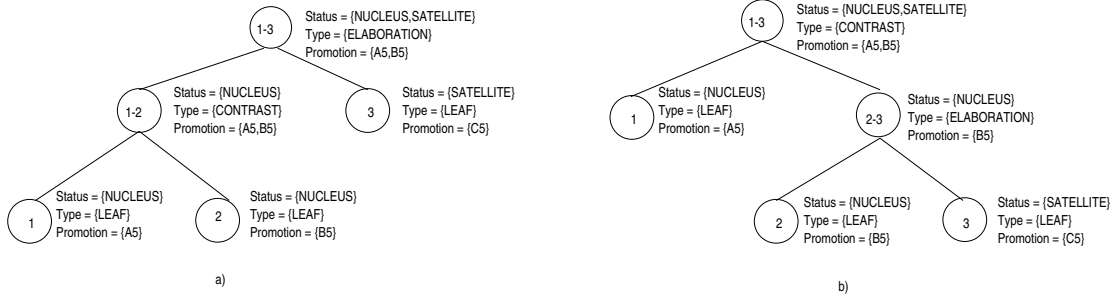 1-3
Status = {NUCLEUS,SATELLITE}
Type = {ELABORATION}
Promotion = {A5,B5}
1-2
Status = {NUCLEUS}
Type = {CONTRAST}
Promotion = {A5,B5}
3
Status = {SATELLITE}
Type = {LEAF}
Promotion = {C5}
1
Status = {NUCLEUS}
Type = {LEAF}
Promotion = {A5}
2
Status = {NUCLEUS}
Type = {LEAF}
Promotion = {B5}
a)
1-3
Status = {NUCLEUS,SATELLITE}
Type = {CONTRAST}
Promotion = {A5,B5}
1
Status = {NUCLEUS}
Type = {LEAF}
Promotion = {A5}
2-3
Status = {NUCLEUS}
Type = {ELABORATION}
Promotion = {B5}
2
Status = {NUCLEUS}
Type = {LEAF}
Promotion = {B5}
3
Status = {SATELLITE}
Type = {LEAF}
Promotion = {C5}
b)